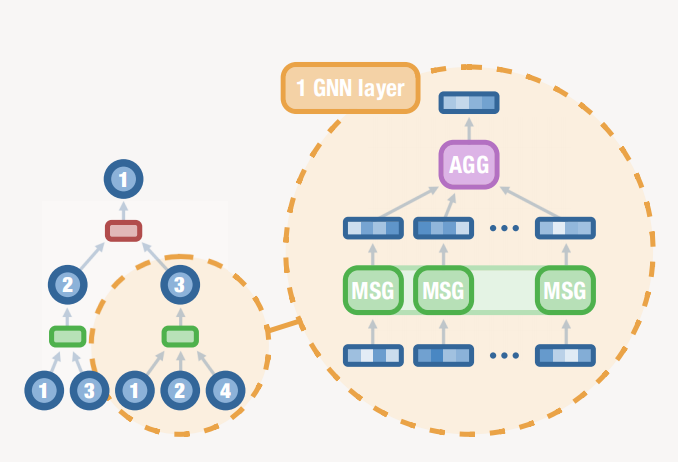 1 GNN layer
AGG
1
2
3
MSG MSG MSG
1 3 1 2 4